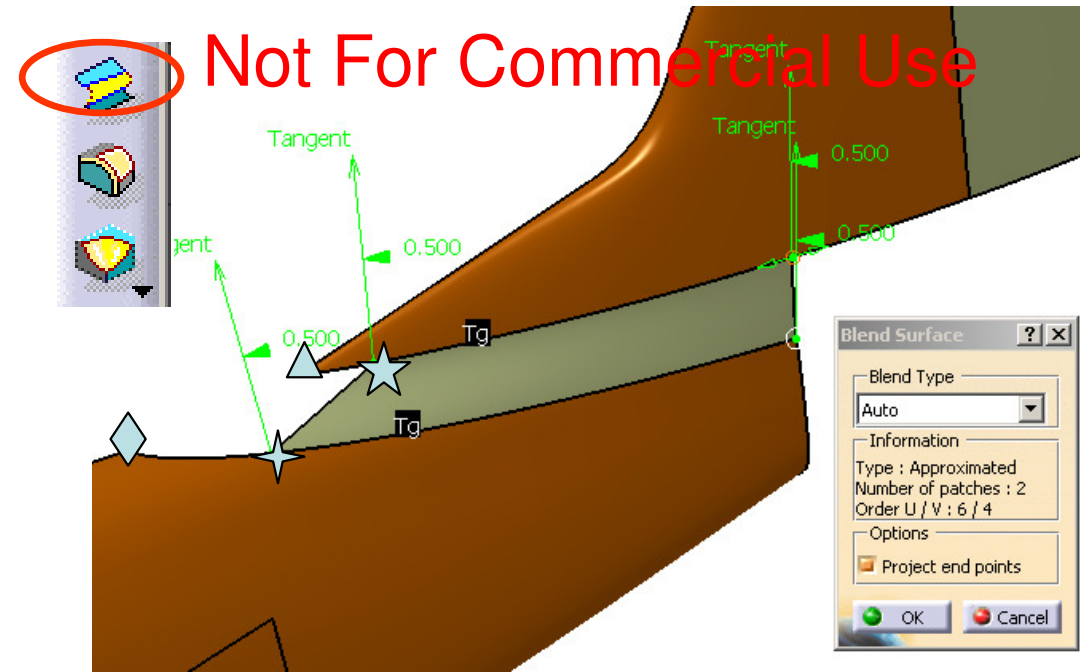 Not For Commercial Use
Tangent
Tangent
Tangent
0.500
gent
0.500
0.500
0.500
Tg
Tg
Blend Surface
Blend Type
Auto
Information
Type : Approximated
Number of patches : 2
Order U / V : 6 / 4
Options
Project end points
OK
Cancel